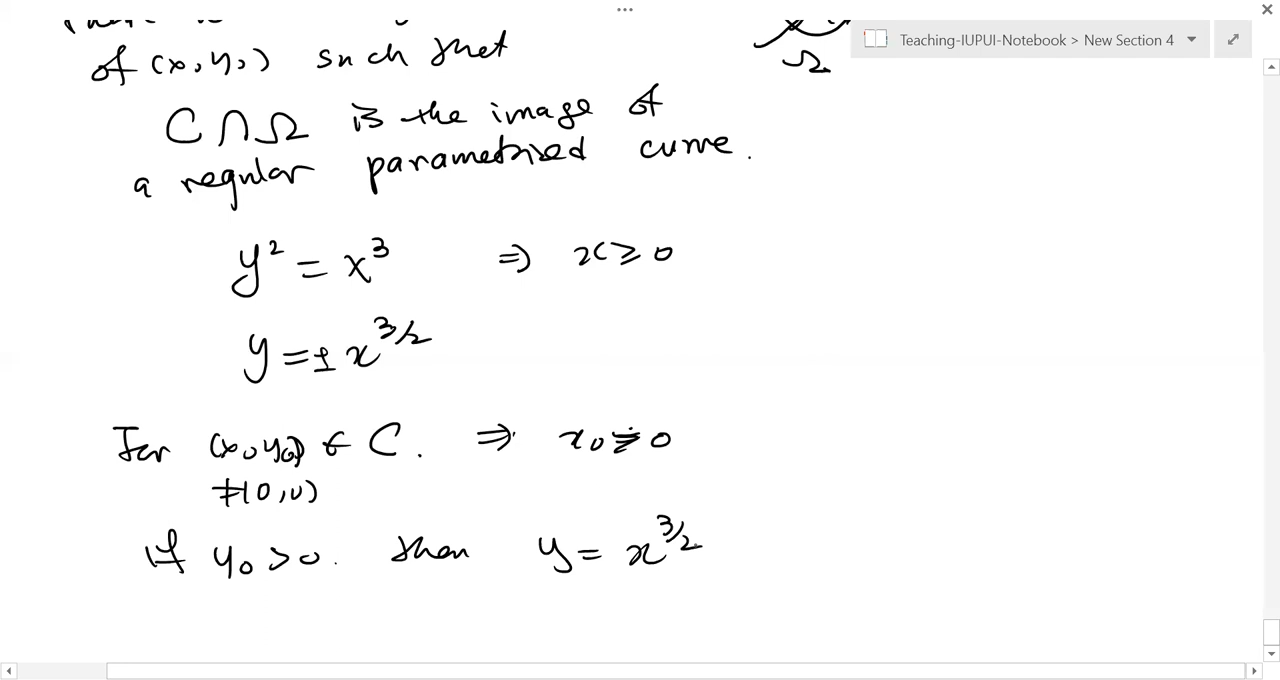 of (x₀, y₀) such that
Teaching-IUPUI-Notebook > New Section 4
Ω
C ∩ Ω is the image of
a regular parametrized curve.
y² = x³ ⇒ x ≥ 0
y = ± x^{3/2}
For (x₀, y₀) ∈ C. ⇒ x₀ > 0
≠ (0, 0)
If y₀ > 0. then y = x^{3/2}